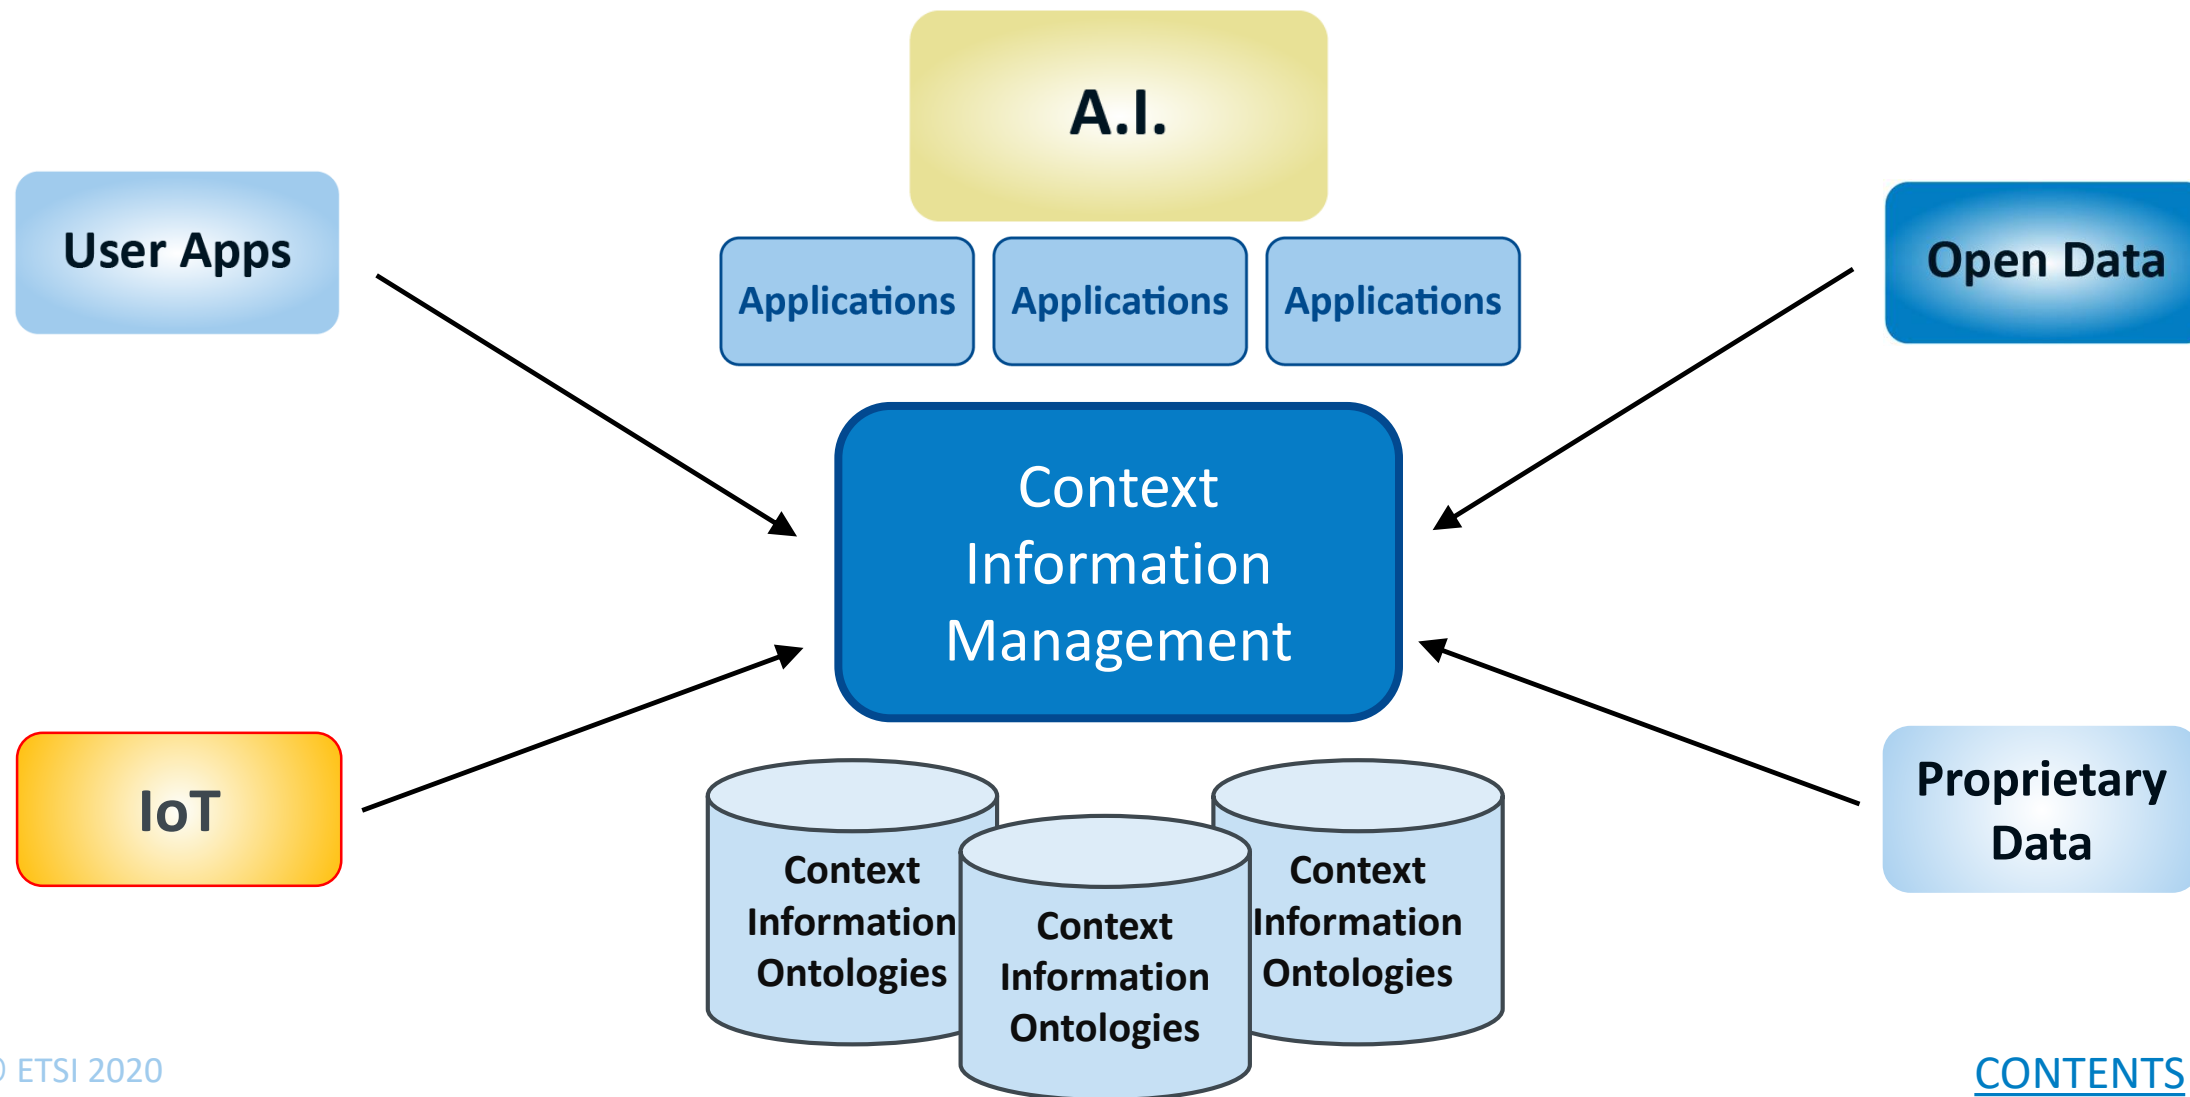 A.I.
User Apps
Open Data
Applications
Applications
Applications
Context
Information
Management
IoT
Proprietary
Data
Context
Information
Ontologies
Context
Information
Ontologies
Context
Information
Ontologies
© ETSI 2020
CONTENTS